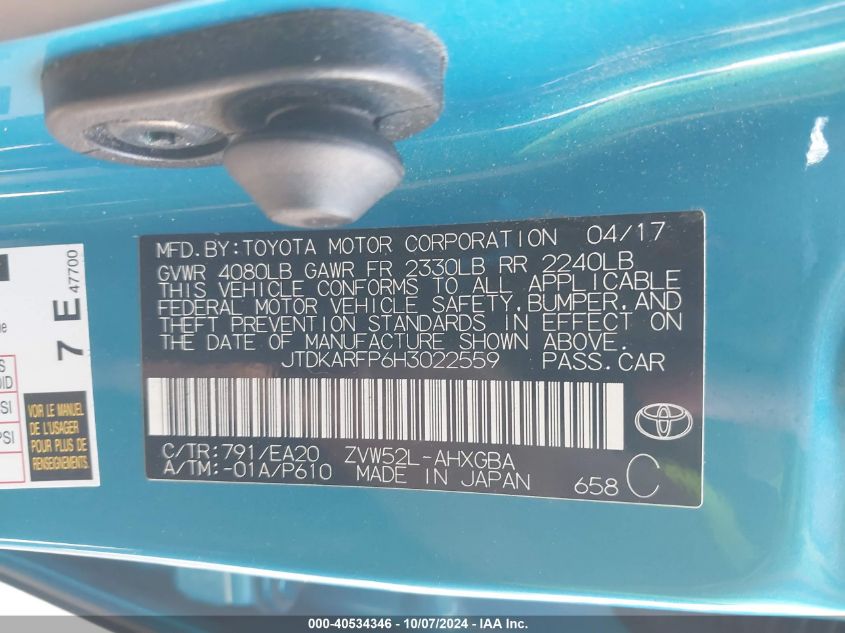 MFD.BY:TOYOTA MOTOR CORPORATION 04/17
GVWR 4080LB GAWR FR 2330LB RR 2240LB
THIS VEHICLE CONFORMS TO ALL APPLICABLE
FEDERAL MOTOR VEHICLE SAFETY,BUMPER,AND
THEFT PREVENTION STANDARDS IN EFFECT ON
THE DATE OF MANUFACTURE SHOWN ABOVE.
JTDKARFP6H3022559 PASS.CAR
C/TR:791/EA20 ZVW52L-AHXGBA
A/TM:-01A/P610 MADE IN JAPAN
658 C
7 E 47700
VOIR LE MANUEL
DE L'USAGER
POUR PLUS DE
RENSEIGNEMENTS
000-40534346 - 10/07/2024 - IAA Inc.